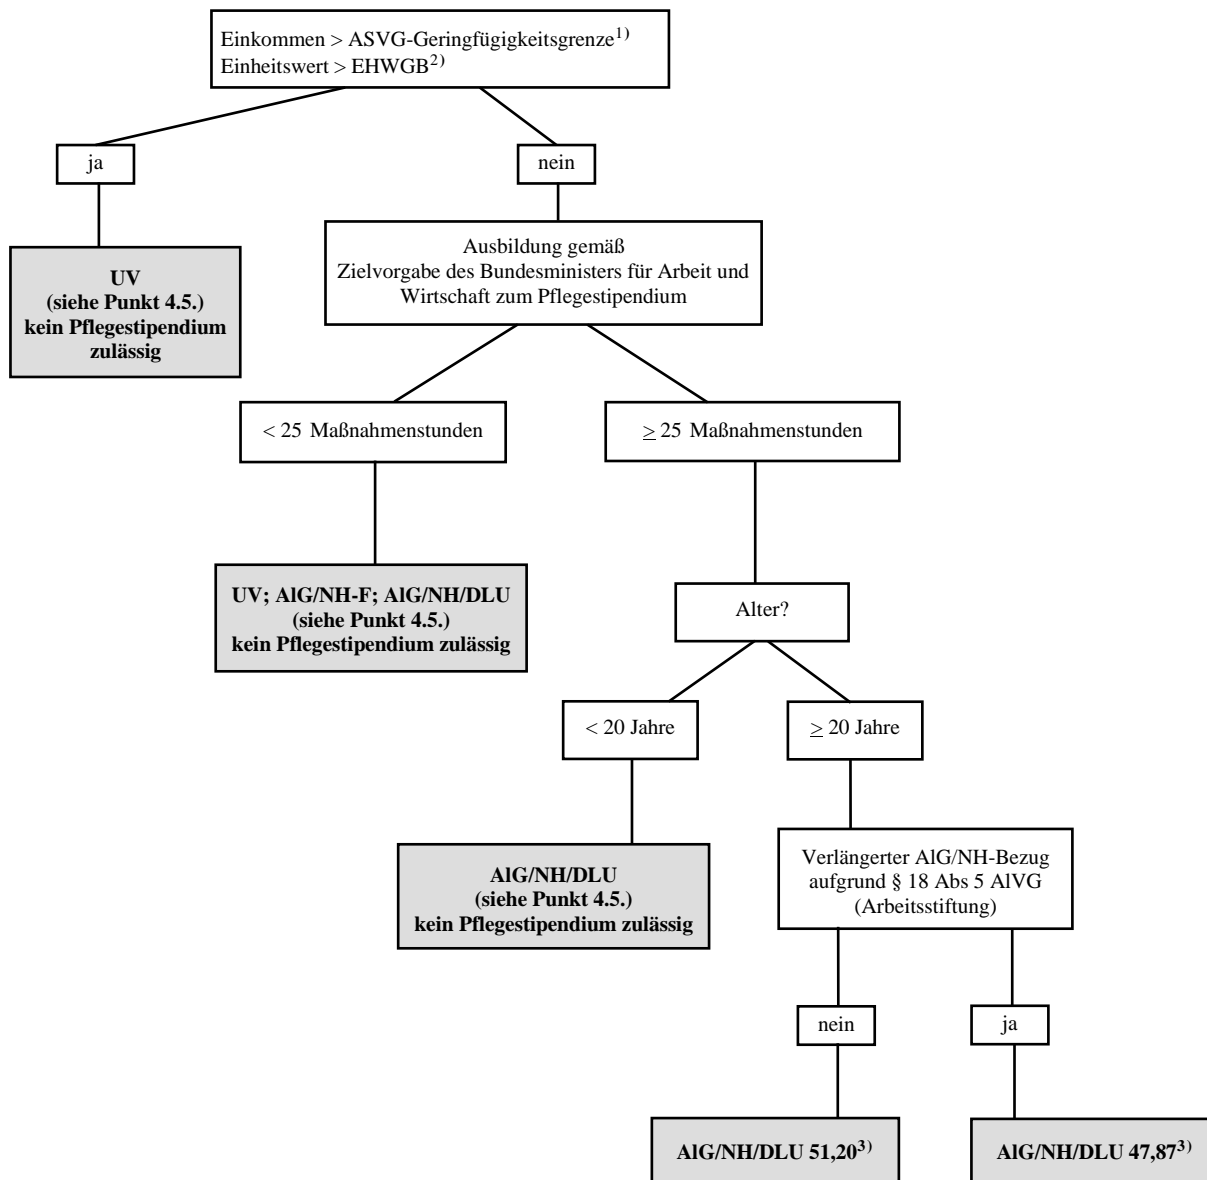 Einkommen > ASVG-Geringfügigkeitsgrenze1)
Einheitswert > EHWGB2)
ja
nein
UV
(siehe Punkt 4.5.)
kein Pflegestipendium
zulässig
Ausbildung gemäß
Zielvorgabe des Bundesministers für Arbeit und
Wirtschaft zum Pflegestipendium
< 25 Maßnahmenstunden
≥ 25 Maßnahmenstunden
UV; AlG/NH-F; AlG/NH/DLU
(siehe Punkt 4.5.)
kein Pflegestipendium zulässig
Alter?
< 20 Jahre
≥ 20 Jahre
AlG/NH/DLU
(siehe Punkt 4.5.)
kein Pflegestipendium zulässig
Verlängerter AlG/NH-Bezug
aufgrund § 18 Abs 5 AlVG
(Arbeitsstiftung)
nein
ja
AlG/NH/DLU 51,203)
AlG/NH/DLU 47,873)